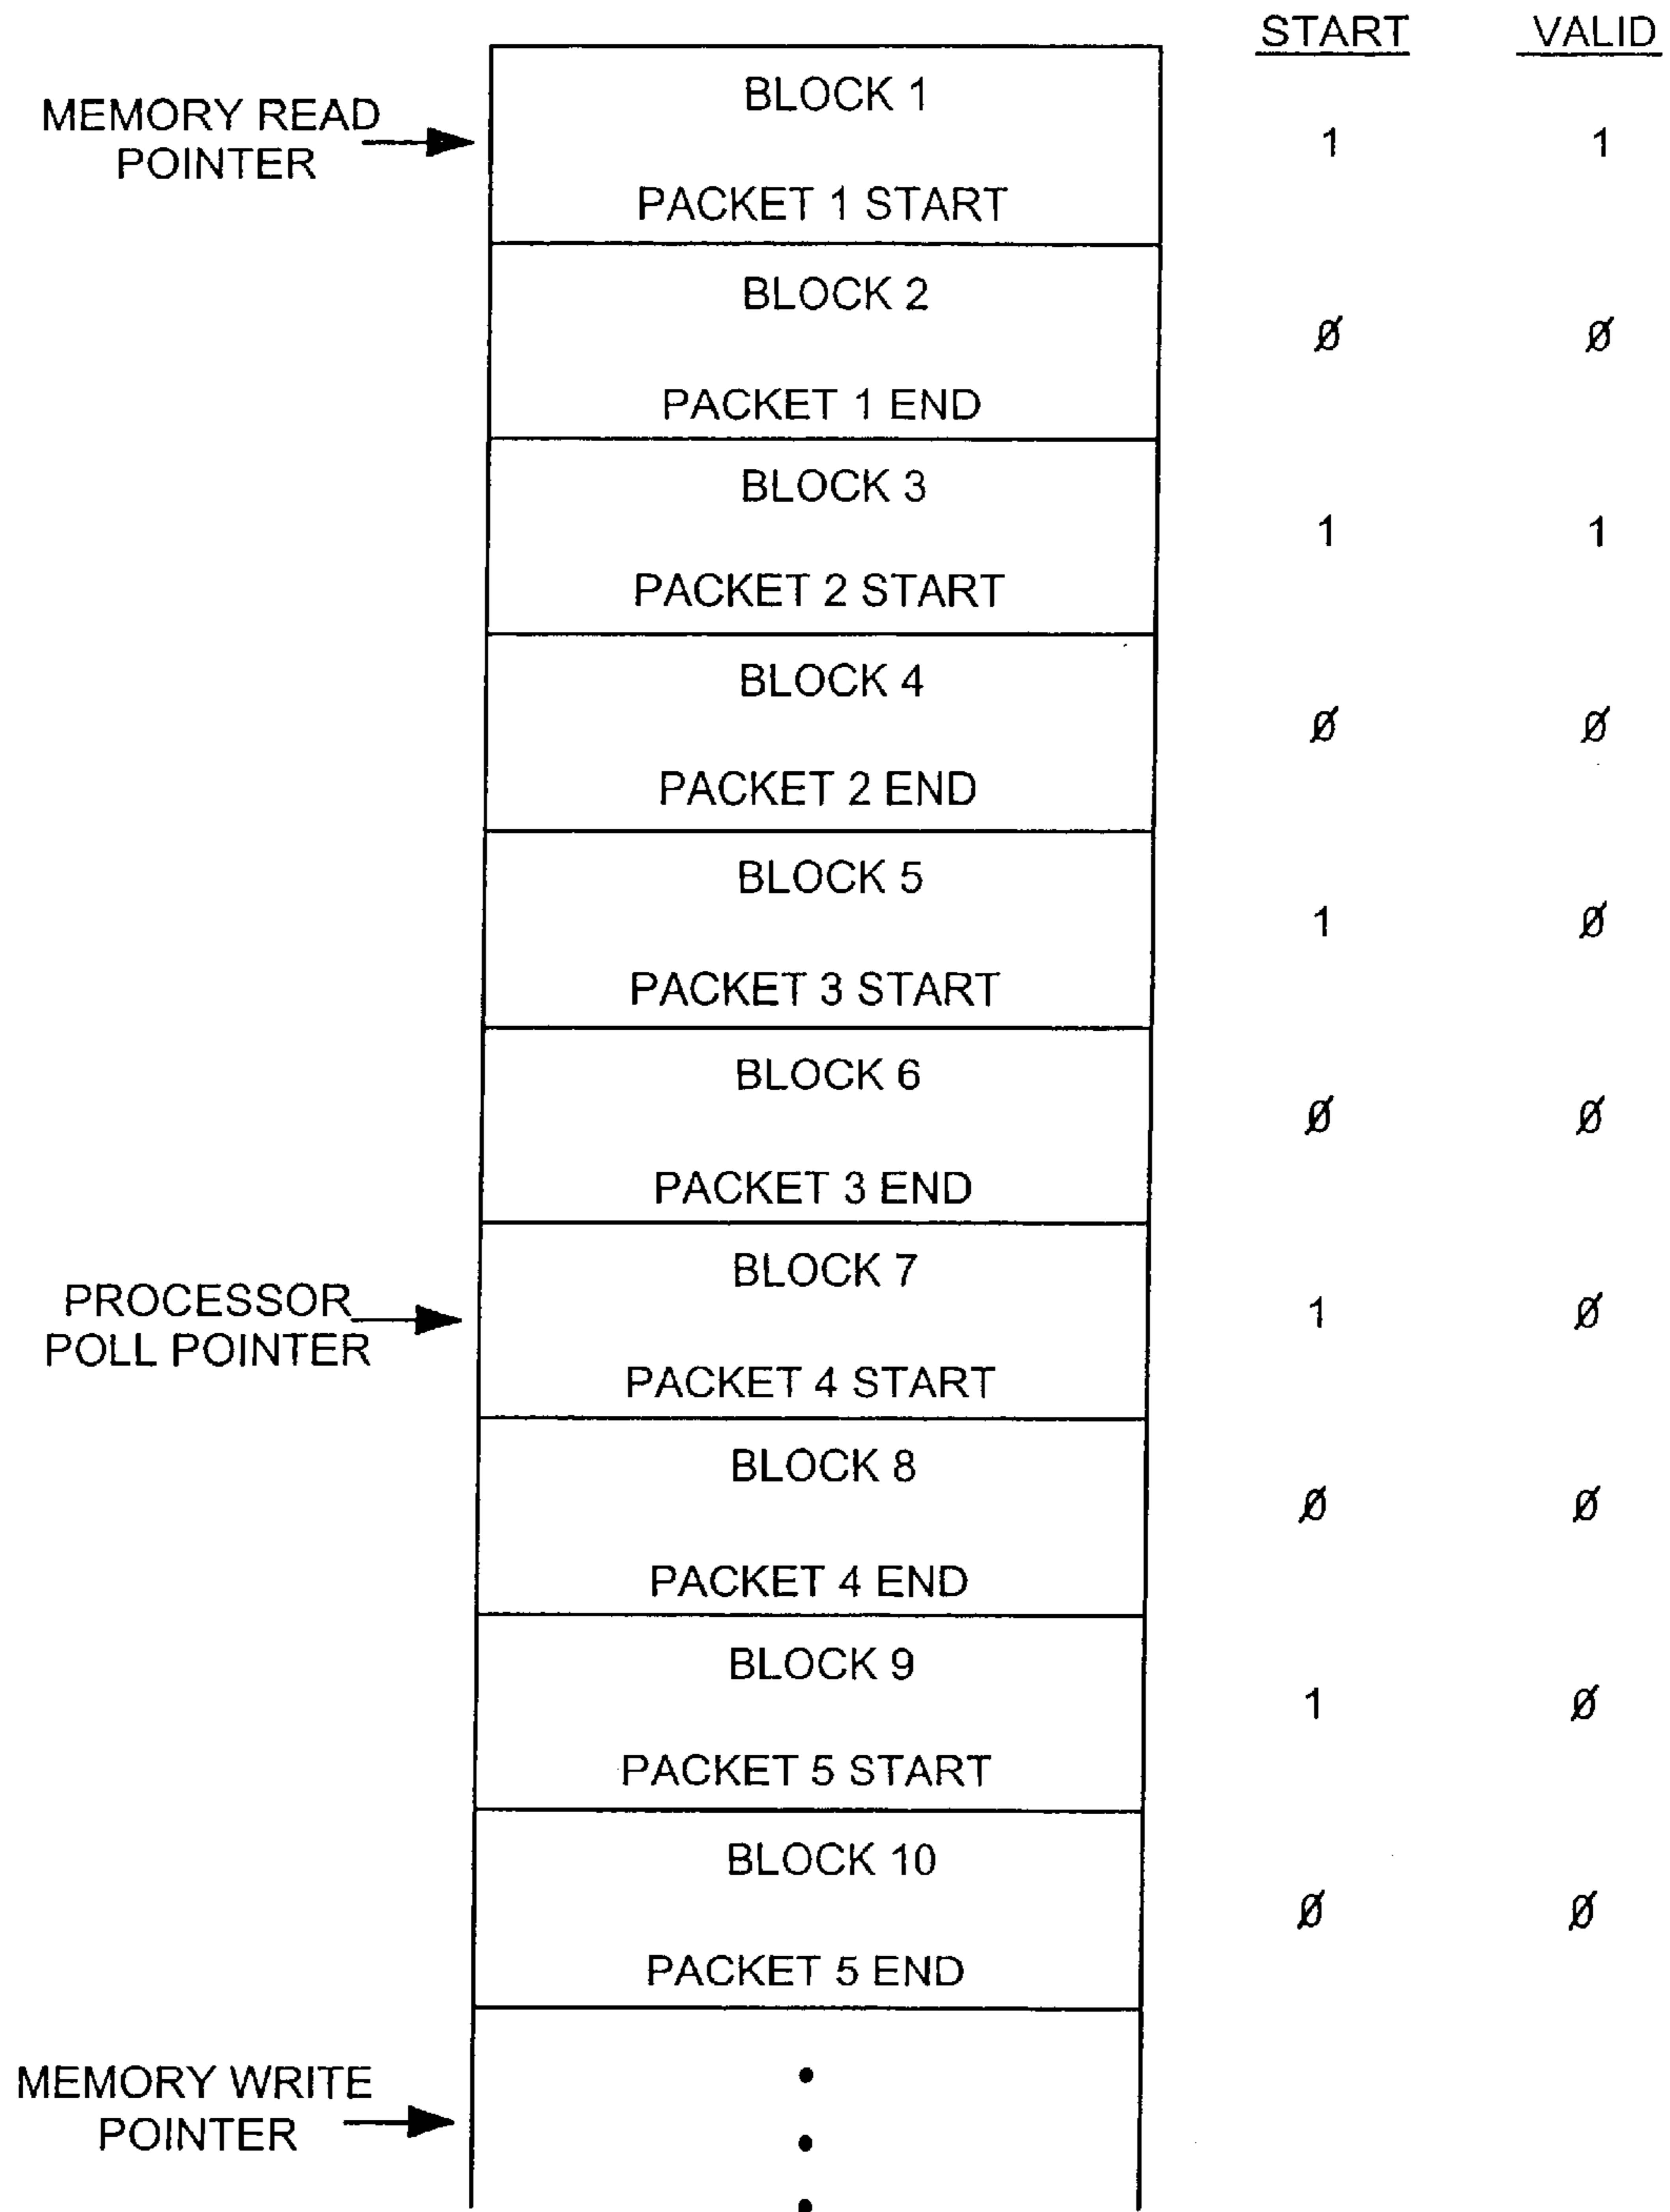 START VALID
BLOCK 1
MEMORY READ
POINTER
1 1
PACKET 1 START
BLOCK 2
Ø Ø
PACKET 1 END
BLOCK 3
1 1
PACKET 2 START
BLOCK 4
Ø Ø
PACKET 2 END
BLOCK 5
1 Ø
PACKET 3 START
BLOCK 6
Ø Ø
PACKET 3 END
BLOCK 7
PROCESSOR
POLL POINTER
1 Ø
PACKET 4 START
BLOCK 8
Ø Ø
PACKET 4 END
BLOCK 9
1 Ø
PACKET 5 START
BLOCK 10
Ø Ø
PACKET 5 END
MEMORY WRITE
POINTER